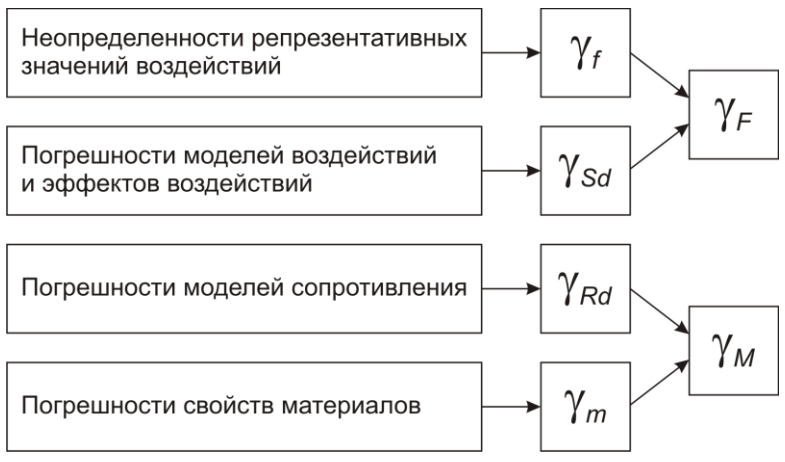 Неопределенности репрезентативных
значений воздействий
γf
γF
Погрешности моделей воздействий
и эффектов воздействий
γSd
Погрешности моделей сопротивления
γRd
γM
Погрешности свойств материалов
γm